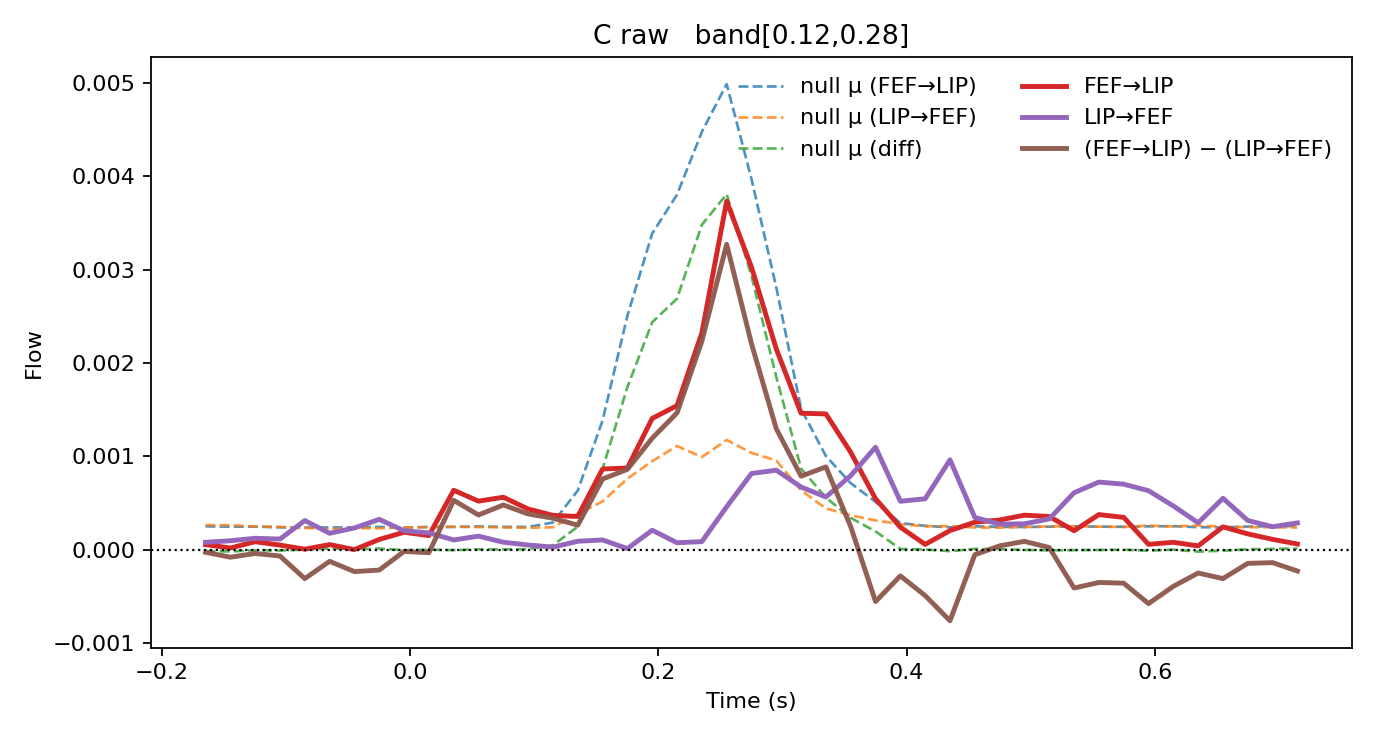 C raw band[0.12,0.28]
null μ (FEF→LIP)
null μ (LIP→FEF)
null μ (diff)
FEF→LIP
LIP→FEF
(FEF→LIP) − (LIP→FEF)
Flow
0.005
0.004
0.003
0.002
0.001
0.000
−0.001
−0.2
0.0
0.2
0.4
0.6
Time (s)